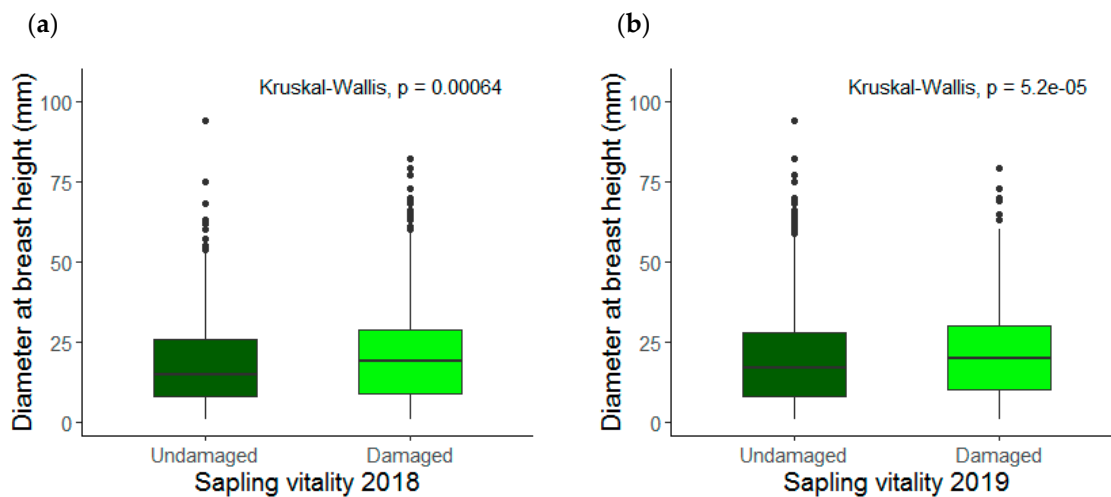 (a)
Kruskal-Wallis, p = 0.00064
Diameter at breast height (mm)
100
75
50
25
0
Undamaged Damaged
Sapling vitality 2018
(b)
Kruskal-Wallis, p = 5.2e-05
Diameter at breast height (mm)
100
75
50
25
0
Undamaged Damaged
Sapling vitality 2019